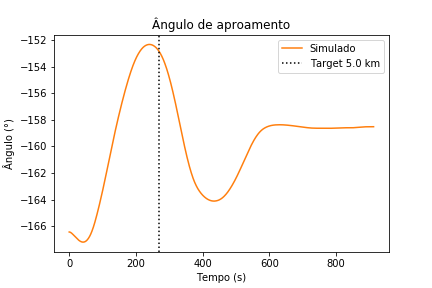 Ângulo de aproamento
Simulado
Target 5.0 km
−152
−154
−156
−158
−160
−162
−164
−166
Ângulo (°)
0 200 400 600 800
Tempo (s)